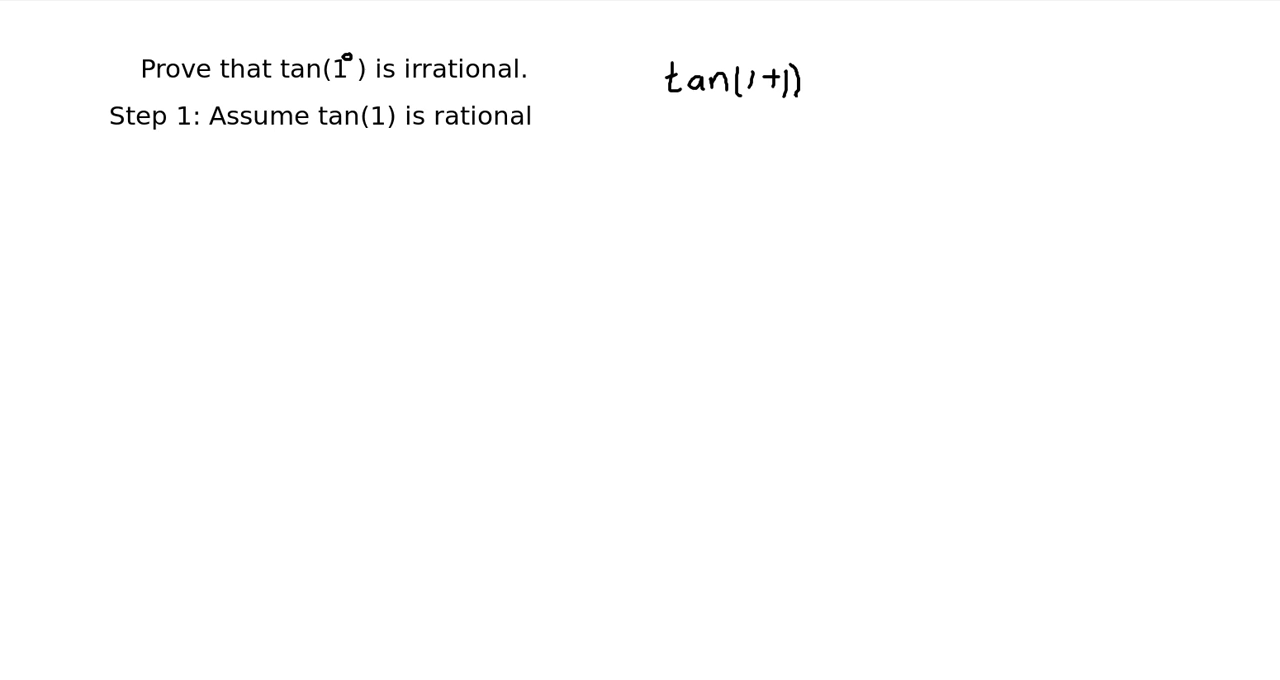 Prove that tan(1°) is irrational.
tan(1+1)
Step 1: Assume tan(1) is rational